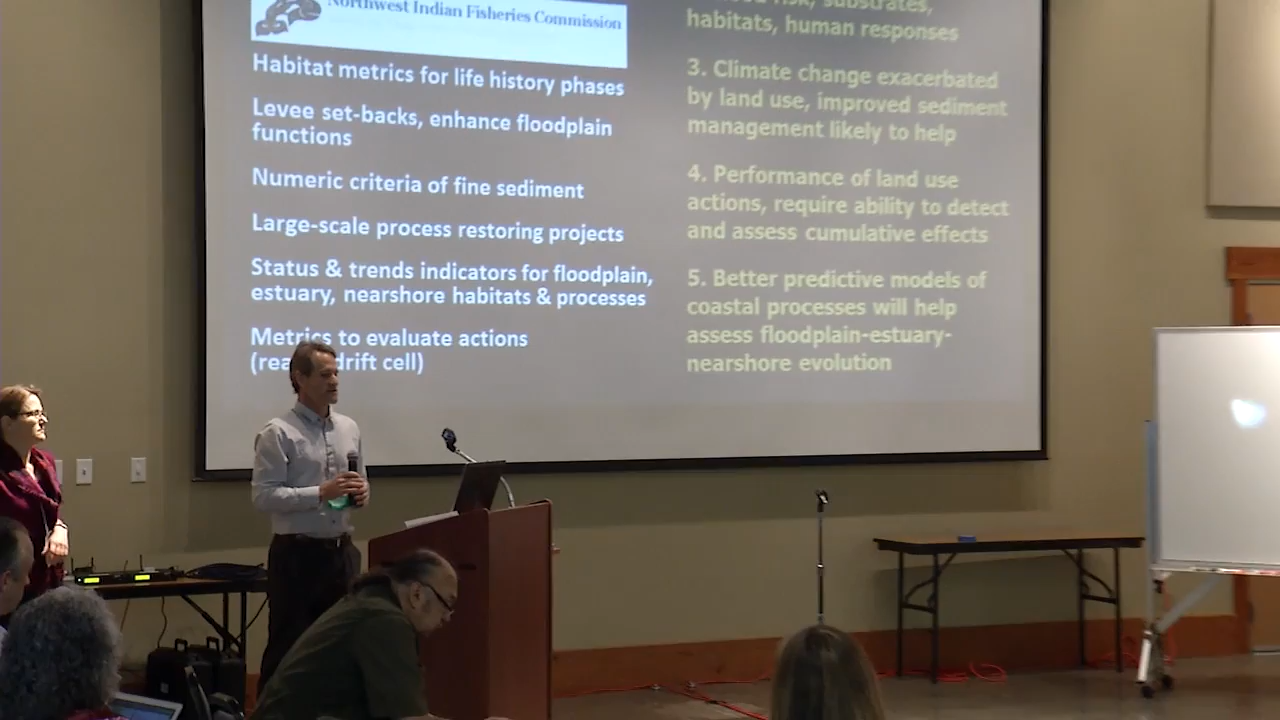 Northwest Indian Fisheries Commission
Habitat metrics for life history phases
Levee set-backs, enhance floodplain
functions
Numeric criteria of fine sediment
Large-scale process restoring projects
Status & trends indicators for floodplain,
estuary, nearshore habitats & processes
Metrics to evaluate actions
drift cell)
risk, substrates,
habitats, human responses
3. Climate change exacerbated
by land use, improved sediment
management likely to help
4. Performance of land use
actions, require ability to detect
and assess cumulative effects
5. Better predictive models of
coastal processes will help
assess floodplain-estuary-
nearshore evolution